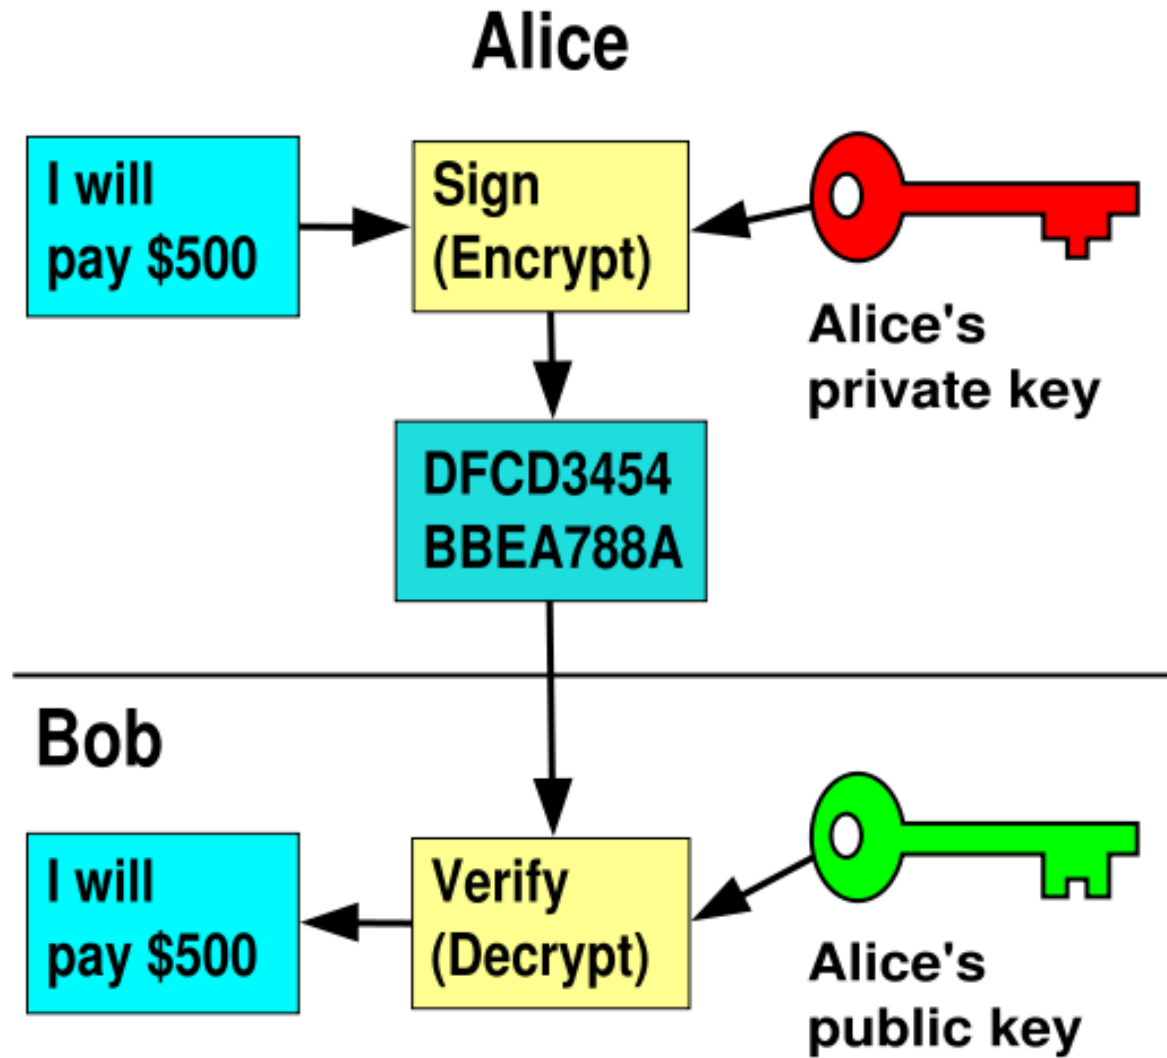 Alice
I will
pay $500
Sign
(Encrypt)
Alice's
private key
DFCD3454
BBEA788A
Bob
I will
pay $500
Verify
(Decrypt)
Alice's
public key